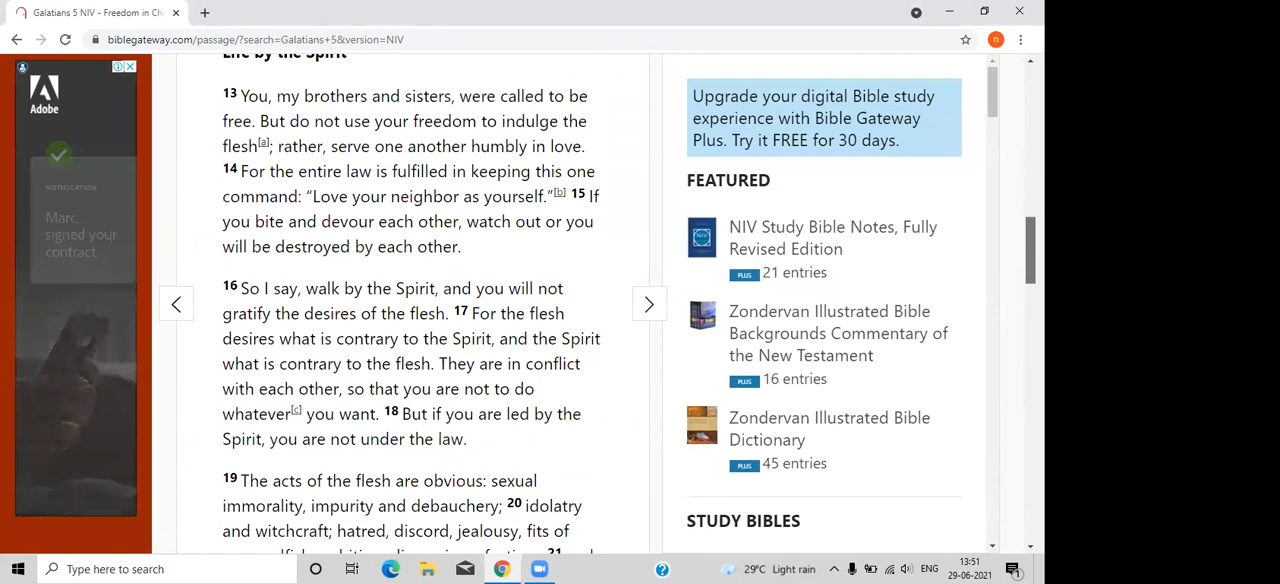 Galatians 5 NIV - Freedom in Ch
biblegateway.com/passage/?search=Galatians+5&version=NIV
n
Adobe
NOTIFICATION
Marc
signed your
contract.
Life by the Spirit
13 You, my brothers and sisters, were called to be
free. But do not use your freedom to indulge the
flesh[a]; rather, serve one another humbly in love.
14 For the entire law is fulfilled in keeping this one
command: “Love your neighbor as yourself.”[b] 15 If
you bite and devour each other, watch out or you
will be destroyed by each other.
16 So I say, walk by the Spirit, and you will not
gratify the desires of the flesh. 17 For the flesh
desires what is contrary to the Spirit, and the Spirit
what is contrary to the flesh. They are in conflict
with each other, so that you are not to do
whatever[c] you want. 18 But if you are led by the
Spirit, you are not under the law.
19 The acts of the flesh are obvious: sexual
immorality, impurity and debauchery; 20 idolatry
and witchcraft; hatred, discord, jealousy, fits of
Upgrade your digital Bible study
experience with Bible Gateway
Plus. Try it FREE for 30 days.
FEATURED
NIV Study Bible Notes, Fully
Revised Edition
PLUS 21 entries
Zondervan Illustrated Bible
Backgrounds Commentary of
the New Testament
PLUS 16 entries
Zondervan Illustrated Bible
Dictionary
PLUS 45 entries
STUDY BIBLES
Type here to search
29°C Light rain
ENG
13:51
29-06-2021